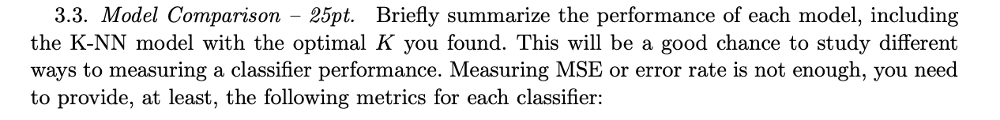 3.3. Model Comparison – 25pt. Briefly summarize the performance of each model, including
the K-NN model with the optimal K you found. This will be a good chance to study different
ways to measuring a classifier performance. Measuring MSE or error rate is not enough, you need
to provide, at least, the following metrics for each classifier: